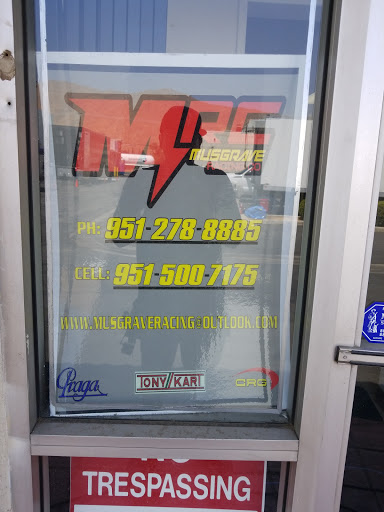 MRC
MUSGRAVE
PH: 951-278-8885
CELL: 951-500-7175
WWW.MUSGRAVERACING@OUTLOOK.COM
Praga TONY//KART CRG
NO
TRESPASSING